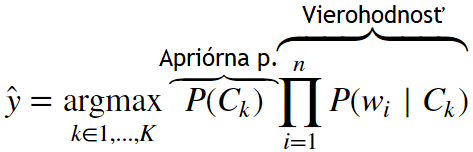 Vierohodnosť
Apriórna p.
ŷ = argmax P(C_k) ∏ P(w_i | C_k)
k∈1,...,K
n
i=1